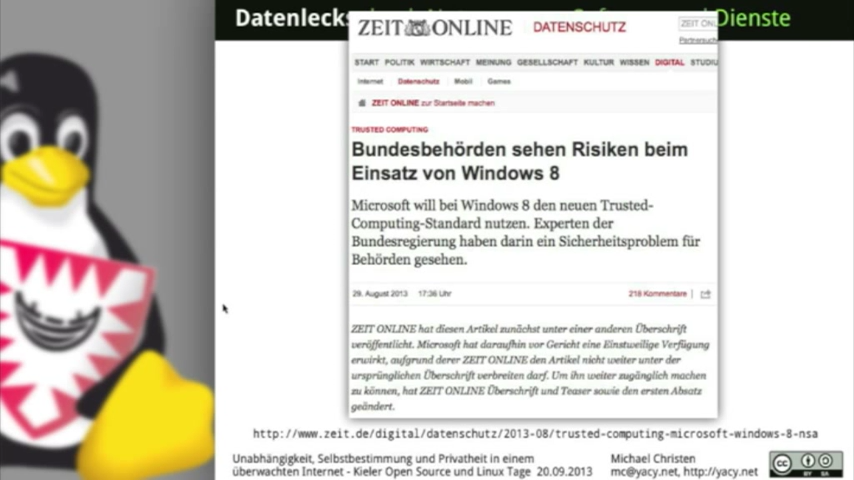 Datenlecks Dienste
ZEIT ONLINE DATENSCHUTZ ZEIT ON
START POLITIK WIRTSCHAFT MEINUNG GESELLSCHAFT KULTUR WISSEN DIGITAL STUDIU
Internet Datenschutz Mobil Games
ZEIT ONLINE zur Startseite machen
TRUSTED COMPUTING
Bundesbehörden sehen Risiken beim
Einsatz von Windows 8
Microsoft will bei Windows 8 den neuen Trusted-
Computing-Standard nutzen. Experten der
Bundesregierung haben darin ein Sicherheitsproblem für
Behörden gesehen.
29. August 2013 17:36 Uhr 218 Kommentare
ZEIT ONLINE hat diesen Artikel zunächst unter einer anderen Überschrift
veröffentlicht. Microsoft hat daraufhin vor Gericht eine Einstweilige Verfügung
erwirkt, aufgrund derer ZEIT ONLINE den Artikel nicht weiter unter der
ursprünglichen Überschrift verbreiten darf. Um ihn weiter zugänglich machen
zu können, hat ZEIT ONLINE Überschrift und Teaser sowie den ersten Absatz
geändert.
http://www.zeit.de/digital/datenschutz/2013-08/trusted-computing-microsoft-windows-8-nsa
Unabhängigkeit, Selbstbestimmung und Privatheit in einem
überwachten Internet - Kieler Open Source und Linux Tage 20.09.2013
Michael Christen
mc@yacy.net, http://yacy.net
cc BY SA